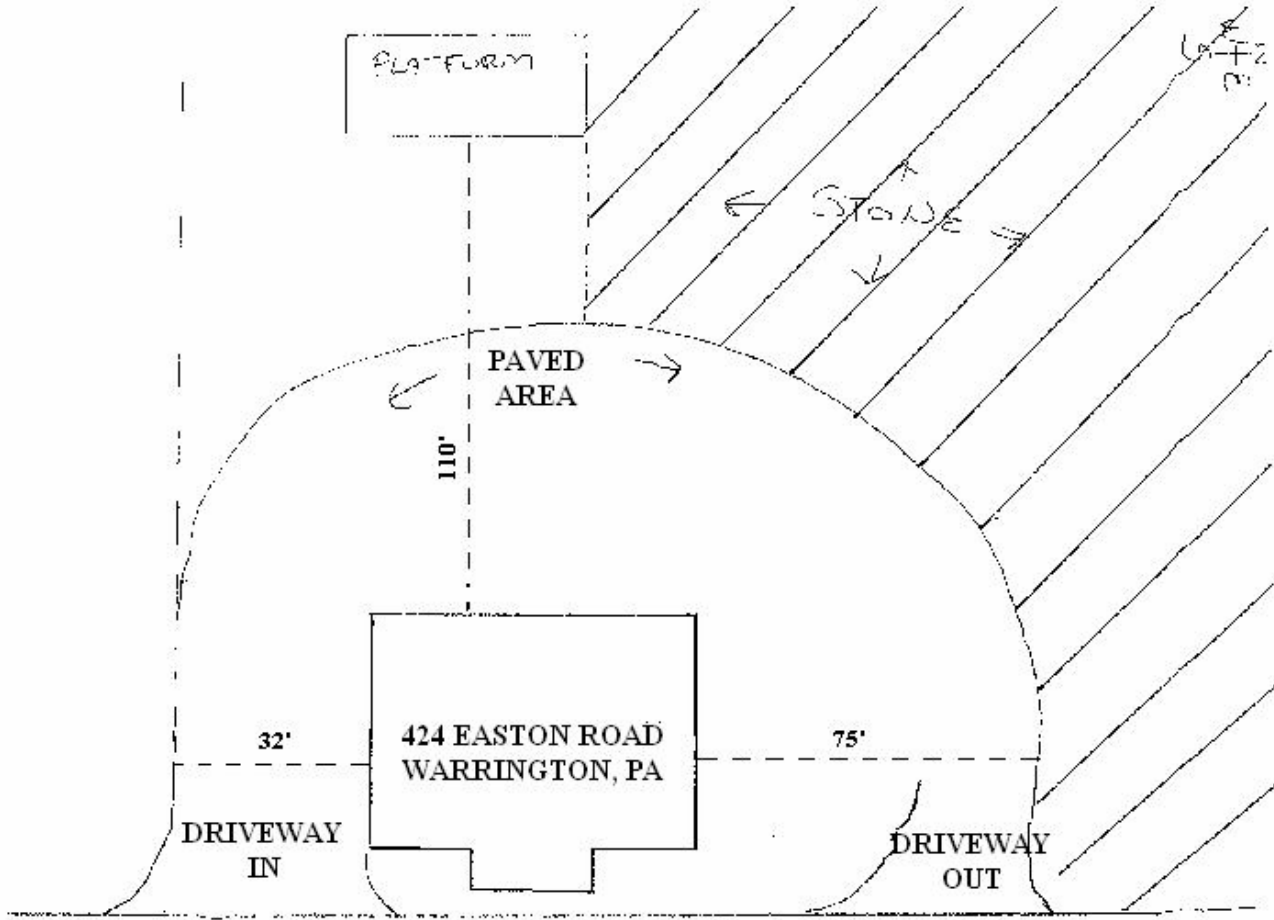 PLATFORM
STONE
PAVED
AREA
110'
32'
424 EASTON ROAD
WARRINGTON, PA
75'
DRIVEWAY
IN
DRIVEWAY
OUT